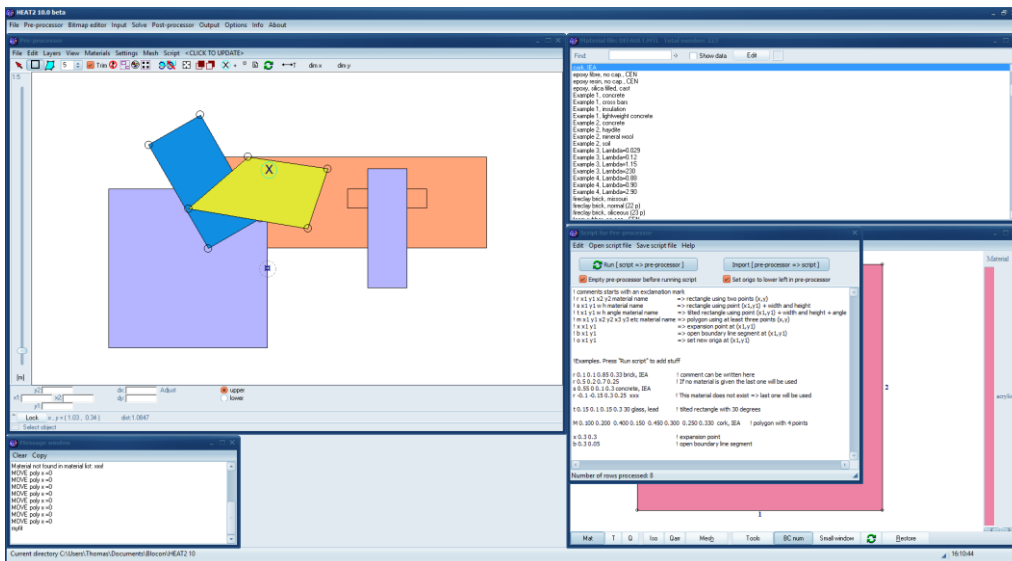 HEAT2 10.0 beta
File Pre-processor Bitmap editor Input Solve Post-processor Output Options Info About
Pre-processor
File Edit Layers View Materials Settings Mesh Script <CLICK TO UPDATE>
5 Trim dim x dim y
1:5
X
[m]
x1 y2 x2 y1 dx: dy: Adjust upper lower
Lock x , y = ( 1.03 , 0.34 ) dist:1.0847
Select object
Message window
Clear Copy
Material not found in material list: xxx!
MOVE poly x =0
MOVE poly x =0
MOVE poly x =0
MOVE poly x =0
MOVE poly x =0
MOVE poly x =0
MOVE poly x =0
Find: Show data Edit
cork, IEA
epoxy fibre, no cap., CEN
epoxy resin, no cap., CEN
epoxy, silica filled, cast
Example 1, concrete
Example 1, cross bars
Example 1, insulation
Example 1, lightweight concrete
Example 2, concrete
Example 2, haydite
Example 2, mineral wool
Example 2, soil
Example 3, Lambda=0.029
Example 3, Lambda=0.12
Example 3, Lambda=1.15
Example 3, Lambda=230
Example 4, Lambda=0.08
Example 4, Lambda=0.90
Example 4, Lambda=2.90
fireclay brick, missouri
fireclay brick, normal (22 p)
fireclay brick, siliceous (23 p)
Script for Pre-processor
Edit Open script file Save script file Help
Run [ script => pre-processor ] Import [ pre-processor => script ]
Empty pre-processor before running script Set origo to lower left in pre-processor
! comments starts with an exclamation mark
! r x1 y1 x2 y2 material name => rectangle using two points (x,y)
! s x1 y1 w h material name => rectangle using point (x1,y1) + width and height
! t x1 y1 w h angle material name => tilted rectangle using point (x1,y1) + width and height + angle
! m x1 y1 x2 y2 x3 y3 etc material name => polygon using at least three points (x,y)
! x x1 y1 => expansion point at (x1,y1)
! b x1 y1 => open boundary line segment at (x1,y1)
! o x1 y1 => set new origo at (x1,y1)
!Examples. Press "Run script" to add stuff
r 0.1 0.1 0.85 0.33 brick, IEA ! comment can be written here
r 0.5 0.2 0.7 0.25 ! If no material is given the last one will be used
s 0.55 0 0.1 0.3 concrete, IEA
r -0.1 -0.15 0.3 0.25 xxx ! This material does not exist => last one will be used
t 0.15 0.1 0.15 0.3 30 glass, lead ! tilted rectangle with 30 degrees
M 0.100 0.200 0.400 0.150 0.450 0.300 0.250 0.330 cork, IEA ! polygon with 4 points
x 0.3 0.3 ! expansion point
b 0.3 0.05 ! open boundary line segment
Number of rows processed: 8
Material
2
1
Mat T Q Iso Qarr Mesh Tools BC num Small window Restore
Current directory C:\Users\Thomas\Documents\Blocon\HEAT2 10 16:10:44